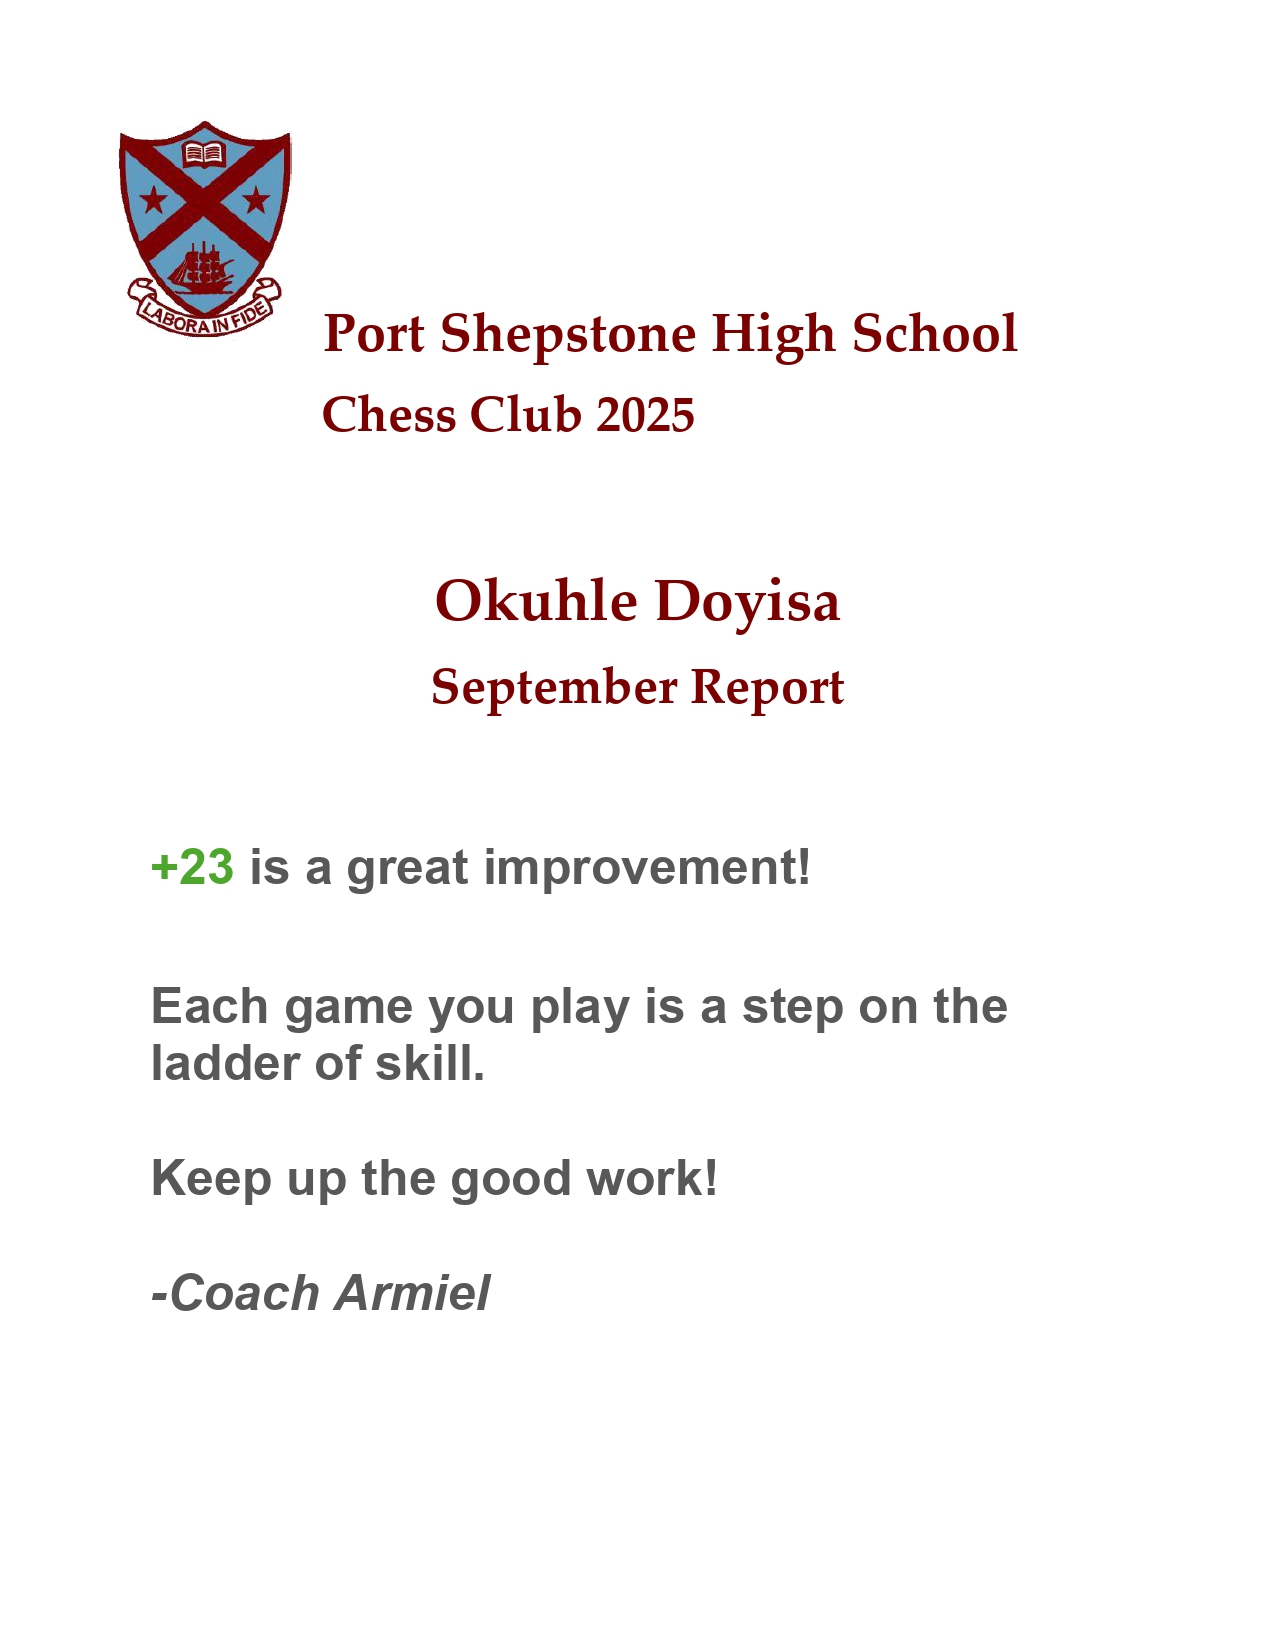 LABORA IN FIDE
Port Shepstone High School
Chess Club 2025
Okuhle Doyisa
September Report
+23 is a great improvement!
Each game you play is a step on the
ladder of skill.
Keep up the good work!
-Coach Armiel